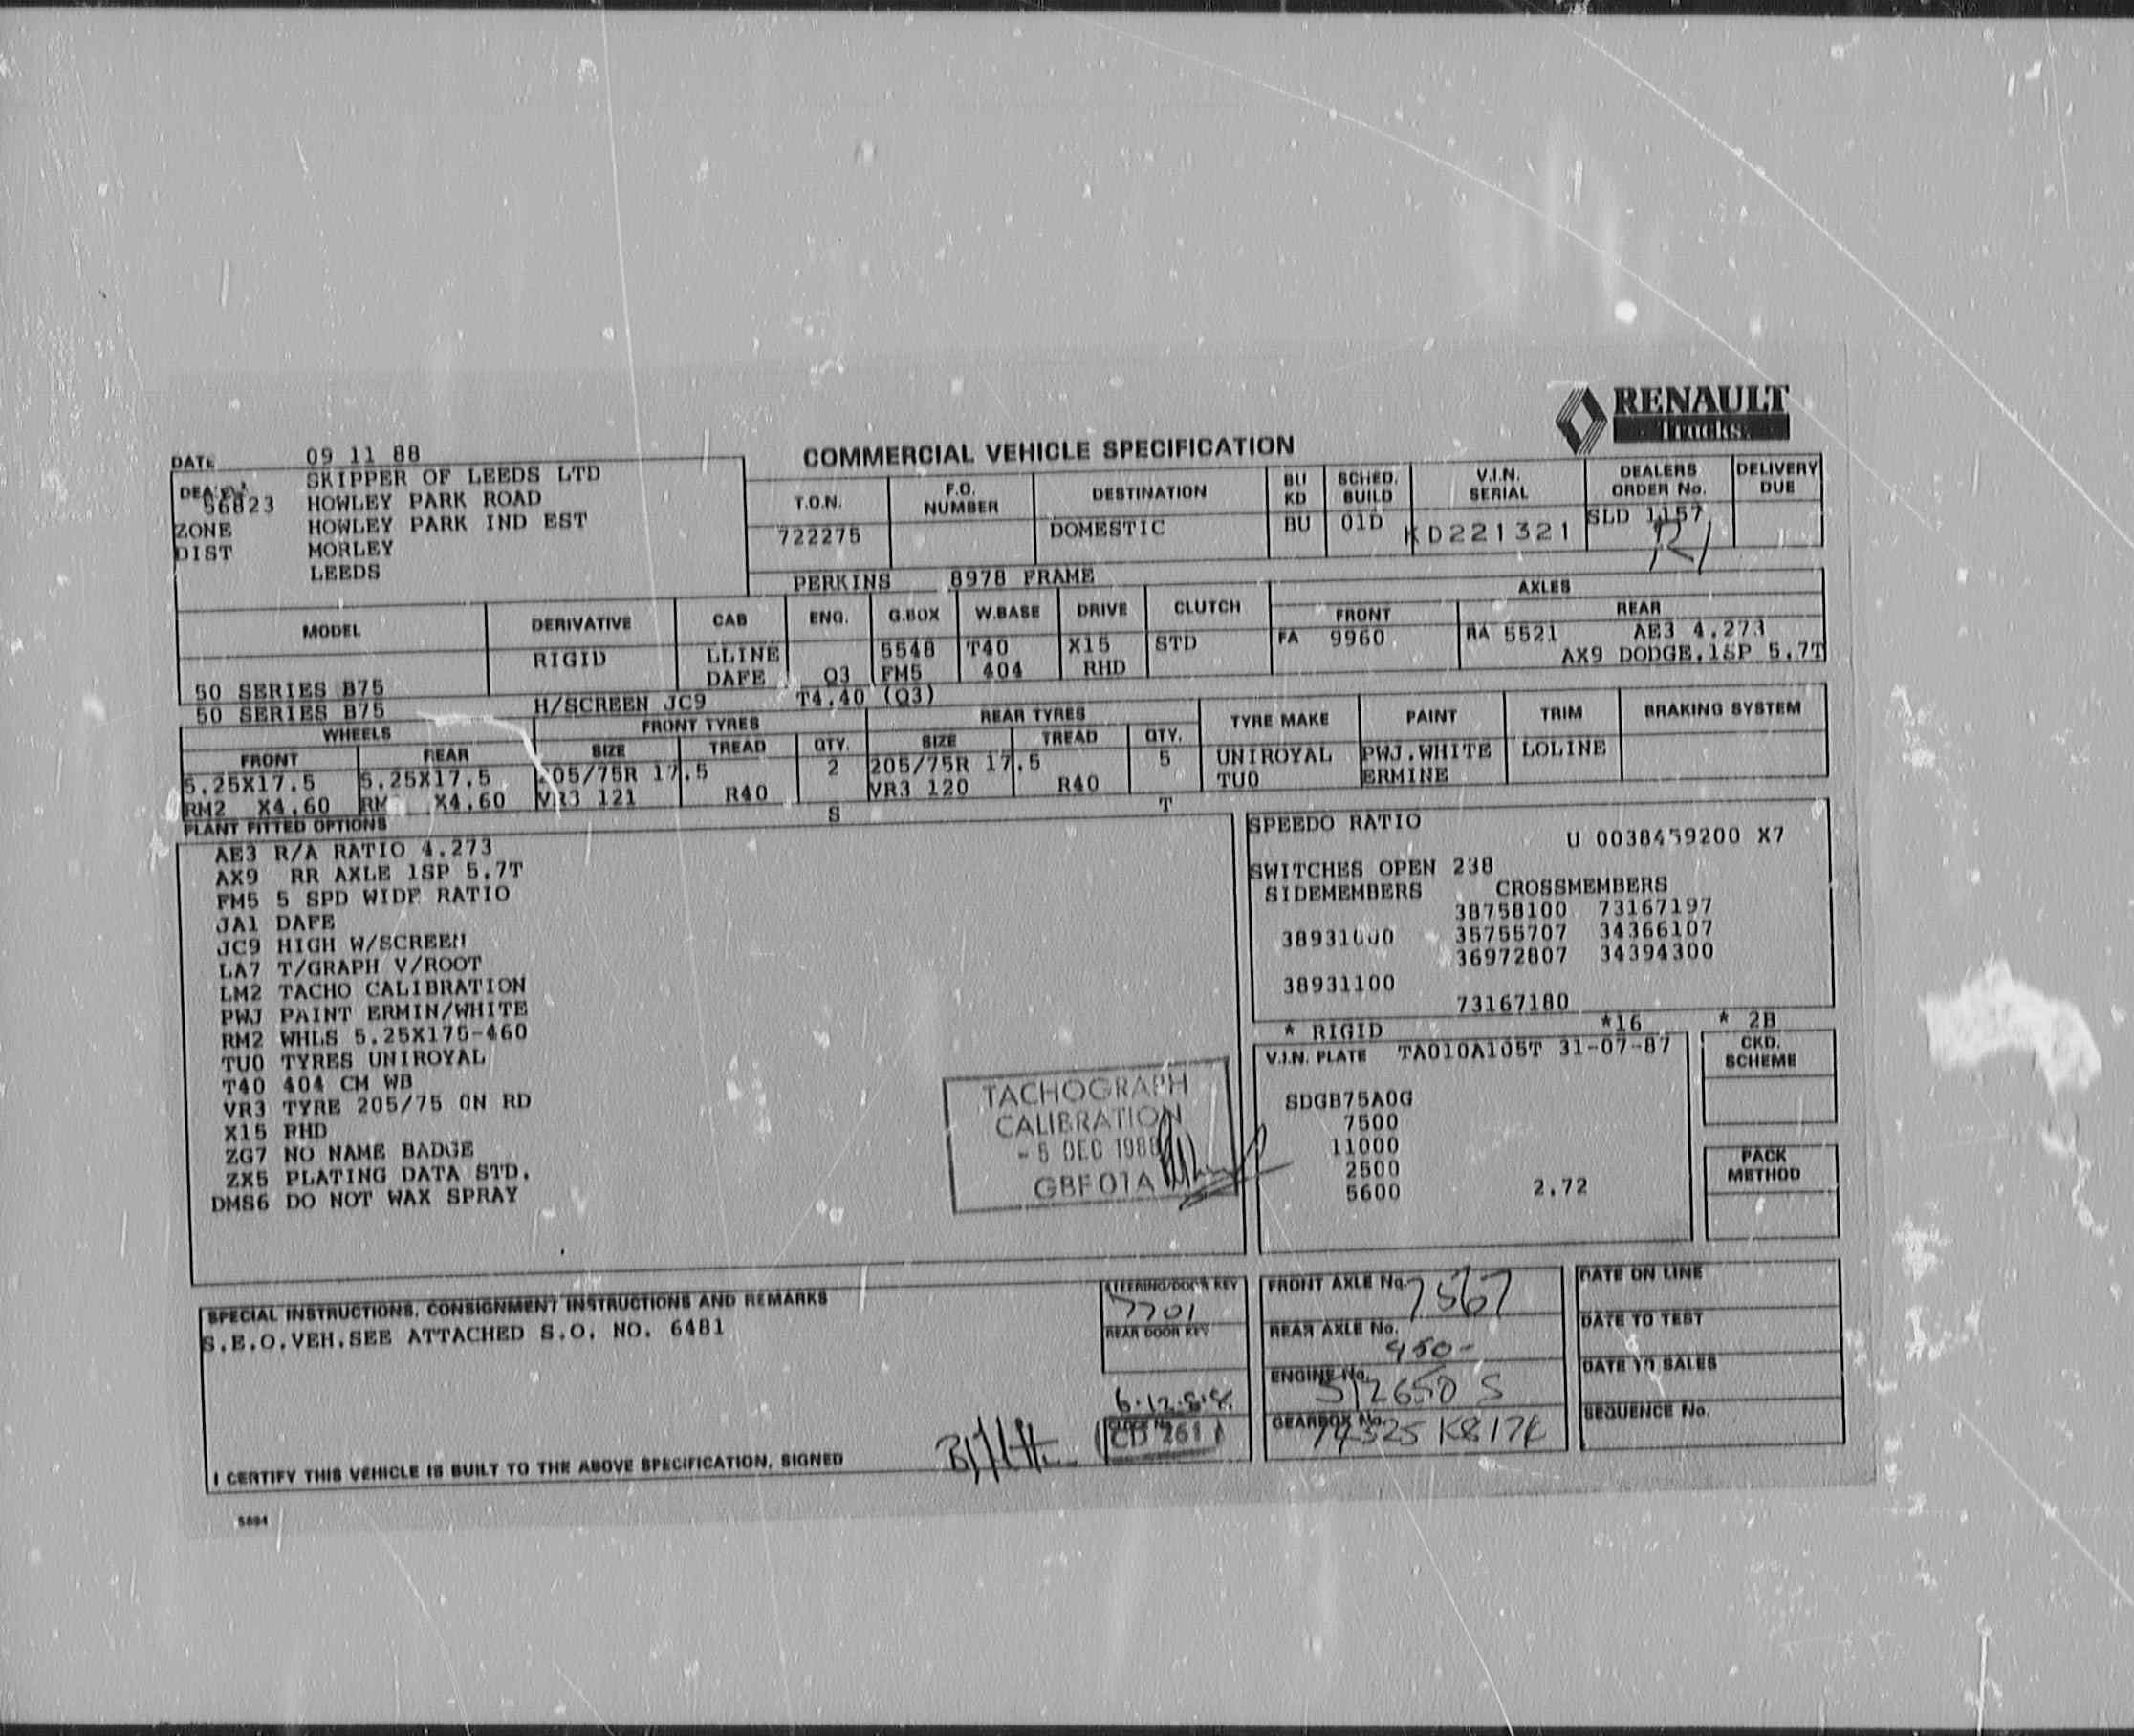 RENAULT
Trucks
COMMERCIAL VEHICLE SPECIFICATION
DATE 09 11 88
SKIPPER OF LEEDS LTD
56823 HOWLEY PARK ROAD
ZONE HOWLEY PARK IND EST
DIST MORLEY
LEEDS
T.O.N. F.O. NUMBER DESTINATION BU KD SCHED. BUILD V.I.N. SERIAL DEALERS ORDER No. DELIVERY DUE
722275 DOMESTIC BU 01D KD221321 SLD 1157
PERKINS 8978 FRAME
MODEL DERIVATIVE CAB ENG. G.BOX W.BASE DRIVE CLUTCH AXLES FRONT REAR
RIGID LLINE 5548 T40 X15 STD FA 9960 RA 5521 AE3 4.273
50 SERIES B75 DAFE Q3 FM5 404 RHD AX9 DODGE.1SP 5.7T
50 SERIES B75 H/SCREEN JC9 T4.40 (Q3)
WHEELS FRONT TYRES REAR TYRES TYRE MAKE PAINT TRIM BRAKING SYSTEM
FRONT REAR SIZE TREAD QTY. SIZE TREAD QTY.
5.25X17.5 5.25X17.5 205/75R 17.5 2 205/75R 17.5 5 UNIROYAL PWJ.WHITE LOLINE
RM2 X4.60 RM X4.60 VR3 121 R40 VR3 120 R40 TU0 ERMINE
PLANT FITTED OPTIONS S T
AE3 R/A RATIO 4.273
AX9 RR AXLE 1SP 5.7T
FM5 5 SPD WIDE RATIO
JA1 DAFE
JC9 HIGH W/SCREEN
LA7 T/GRAPH V/ROOT
LM2 TACHO CALIBRATION
PWJ PAINT ERMIN/WHITE
RM2 WHLS 5.25X175-460
TU0 TYRES UNIROYAL
T40 404 CM WB
VR3 TYRE 205/75 ON RD
X15 RHD
ZG7 NO NAME BADGE
ZX5 PLATING DATA STD.
DMS6 DO NOT WAX SPRAY
TACHOGRAPH
CALIBRATION
- 5 DEC 1988
GBF01A
SPEEDO RATIO
U 0038459200 X7
SWITCHES OPEN 238
SIDEMEMBERS CROSSMEMBERS
38758100 73167197
38931000 35755707 34366107
36972807 34394300
38931100
73167180
* RIGID *16 * 2B
V.I.N. PLATE TA010A105T 31-07-87
SDGB75A0G
7500
11000
2500
5600 2.72
CKD. SCHEME
PACK METHOD
SPECIAL INSTRUCTIONS, CONSIGNMENT INSTRUCTIONS AND REMARKS
S.E.O.VEH.SEE ATTACHED S.O. NO. 6481
STEERING/DOOR KEY
7701
REAR DOOR KEY
6.12.88.
CLOCK No.
CD 261
FRONT AXLE No. 7567
REAR AXLE No.
450-
ENGINE No.
512650 S
GEARBOX No.
DATE ON LINE
DATE TO TEST
DATE TO SALES
SEQUENCE No.
I CERTIFY THIS VEHICLE IS BUILT TO THE ABOVE SPECIFICATION, SIGNED
5884